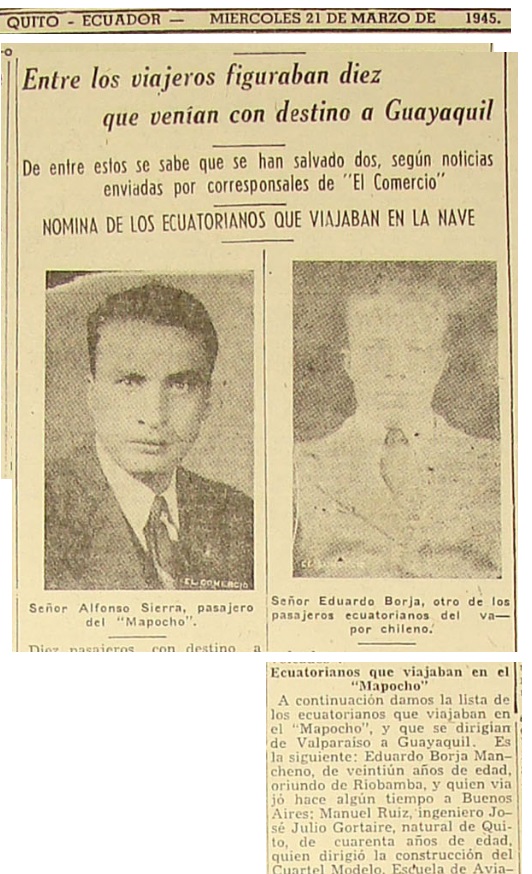 QUITO - ECUADOR — MIERCOLES 21 DE MARZO DE 1945.
Entre los viajeros figuraban diez
que venían con destino a Guayaquil
De entre estos se sabe que se han salvado dos, según noticias
enviadas por corresponsales de "El Comercio"
NOMINA DE LOS ECUATORIANOS QUE VIAJABAN EN LA NAVE
EL COMERCIO
EL COMERCIO
Señor Alfonso Sierra, pasajero
del "Mapocho".
Señor Eduardo Borja, otro de los
pasajeros ecuatorianos del va—
por chileno.
Diez pasajeros con destino a
Ecuatorianos que viajaban en el
"Mapocho"
A continuación damos la lista de
los ecuatorianos que viajaban en
el "Mapocho", y que se dirigían
de Valparaíso a Guayaquil. Es
la siguiente: Eduardo Borja Man-
cheno, de veintiún años de edad,
oriundo de Riobamba, y quien via
jó hace algún tiempo a Buenos
Aires; Manuel Ruiz, ingeniero Jo-
sé Julio Gortaire, natural de Qui-
to, de cuarenta años de edad,
quien dirigió la construcción del
Cuartel Modelo, Escuela de Avia-